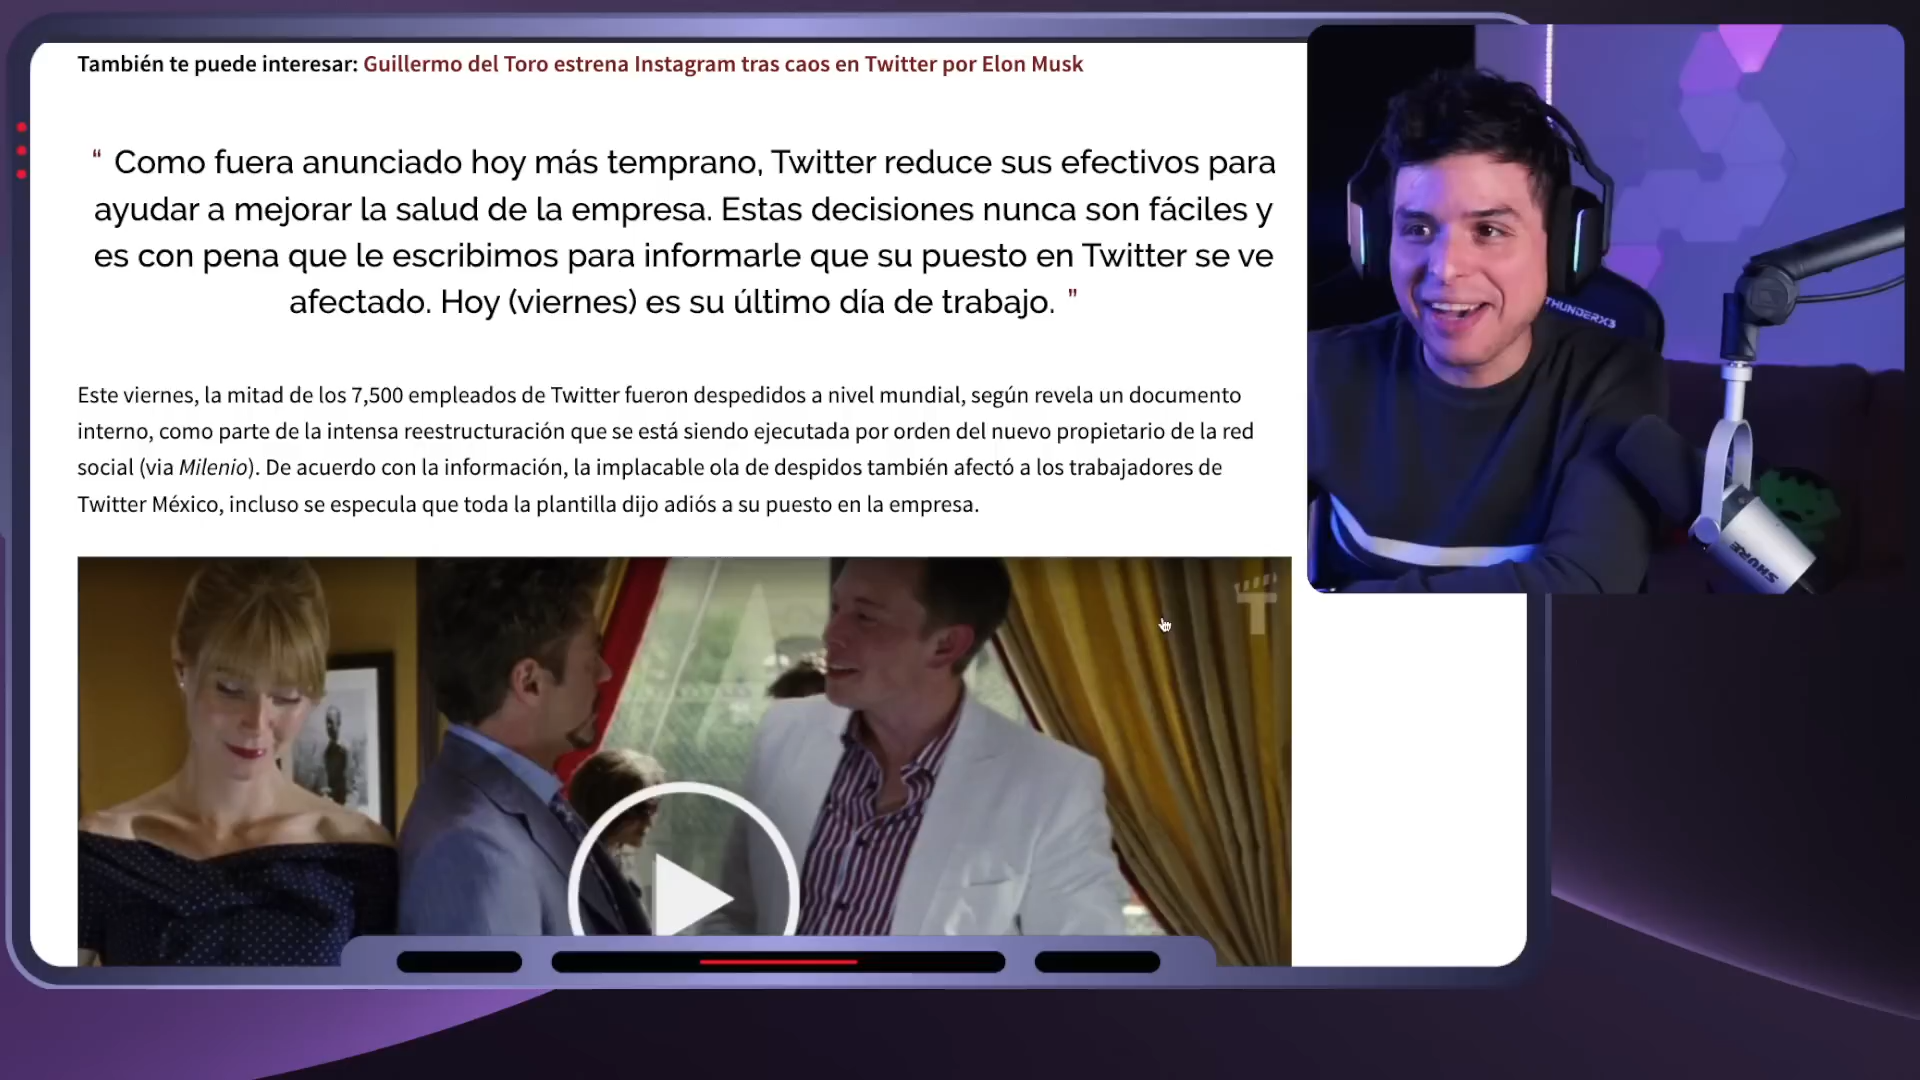 También te puede interesar: Guillermo del Toro estrena Instagram tras caos en Twitter por Elon Musk
“ Como fuera anunciado hoy más temprano, Twitter reduce sus efectivos para
ayudar a mejorar la salud de la empresa. Estas decisiones nunca son fáciles y
es con pena que le escribimos para informarle que su puesto en Twitter se ve
afectado. Hoy (viernes) es su último día de trabajo. ”
Este viernes, la mitad de los 7,500 empleados de Twitter fueron despedidos a nivel mundial, según revela un documento
interno, como parte de la intensa reestructuración que se está siendo ejecutada por orden del nuevo propietario de la red
social (via Milenio). De acuerdo con la información, la implacable ola de despidos también afectó a los trabajadores de
Twitter México, incluso se especula que toda la plantilla dijo adiós a su puesto en la empresa.
T
THUNDERX3
SHURE